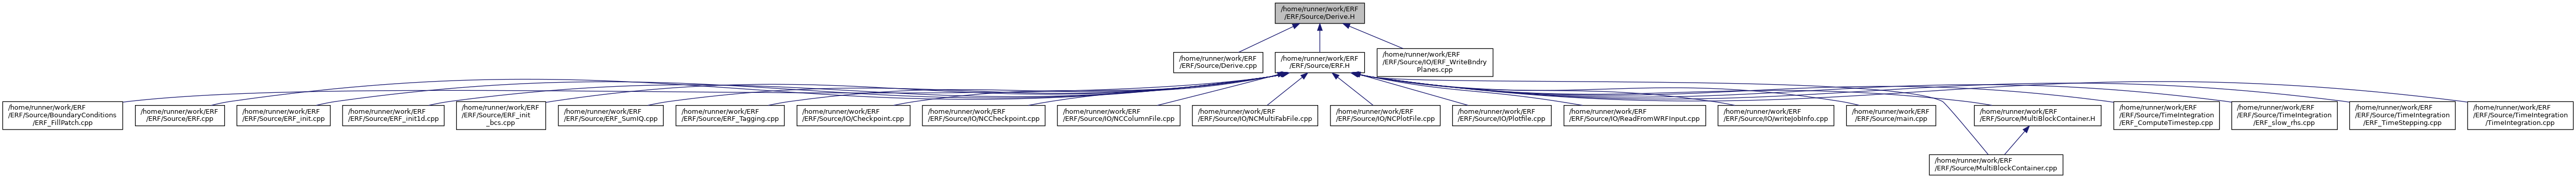 /home/runner/work/ERF
/ERF/Source/Derive.H
/home/runner/work/ERF
/ERF/Source/Derive.cpp
/home/runner/work/ERF
/ERF/Source/ERF.H
/home/runner/work/ERF
/ERF/Source/IO/ERF_WriteBndry
Planes.cpp
/home/runner/work/ERF
/ERF/Source/BoundaryConditions
/ERF_FillPatch.cpp
/home/runner/work/ERF
/ERF/Source/ERF.cpp
/home/runner/work/ERF
/ERF/Source/ERF_init.cpp
/home/runner/work/ERF
/ERF/Source/ERF_init1d.cpp
/home/runner/work/ERF
/ERF/Source/ERF_init
_bcs.cpp
/home/runner/work/ERF
/ERF/Source/ERF_SumIQ.cpp
/home/runner/work/ERF
/ERF/Source/ERF_Tagging.cpp
/home/runner/work/ERF
/ERF/Source/IO/Checkpoint.cpp
/home/runner/work/ERF
/ERF/Source/IO/NCCheckpoint.cpp
/home/runner/work/ERF
/ERF/Source/IO/NCColumnFile.cpp
/home/runner/work/ERF
/ERF/Source/IO/NCMultiFabFile.cpp
/home/runner/work/ERF
/ERF/Source/IO/NCPlotFile.cpp
/home/runner/work/ERF
/ERF/Source/IO/Plotfile.cpp
/home/runner/work/ERF
/ERF/Source/IO/ReadFromWRFInput.cpp
/home/runner/work/ERF
/ERF/Source/IO/writeJobInfo.cpp
/home/runner/work/ERF
/ERF/Source/main.cpp
/home/runner/work/ERF
/ERF/Source/MultiBlockContainer.H
/home/runner/work/ERF
/ERF/Source/TimeIntegration
/ERF_ComputeTimestep.cpp
/home/runner/work/ERF
/ERF/Source/TimeIntegration
/ERF_slow_rhs.cpp
/home/runner/work/ERF
/ERF/Source/TimeIntegration
/ERF_TimeStepping.cpp
/home/runner/work/ERF
/ERF/Source/TimeIntegration
/TimeIntegration.cpp
/home/runner/work/ERF
/ERF/Source/MultiBlockContainer.cpp